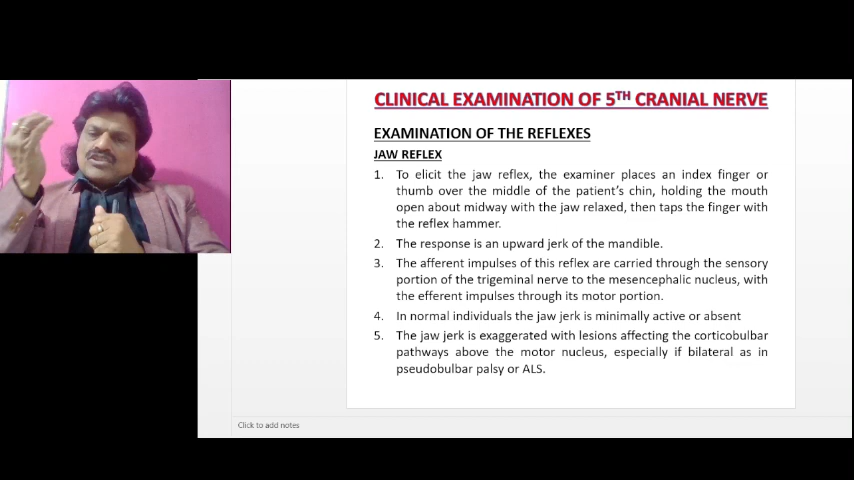 CLINICAL EXAMINATION OF 5TH CRANIAL NERVE
EXAMINATION OF THE REFLEXES
JAW REFLEX
1. To elicit the jaw reflex, the examiner places an index finger or
thumb over the middle of the patient's chin, holding the mouth
open about midway with the jaw relaxed, then taps the finger with
the reflex hammer.
2. The response is an upward jerk of the mandible.
3. The afferent impulses of this reflex are carried through the sensory
portion of the trigeminal nerve to the mesencephalic nucleus, with
the efferent impulses through its motor portion.
4. In normal individuals the jaw jerk is minimally active or absent
5. The jaw jerk is exaggerated with lesions affecting the corticobulbar
pathways above the motor nucleus, especially if bilateral as in
pseudobulbar palsy or ALS.
Click to add notes